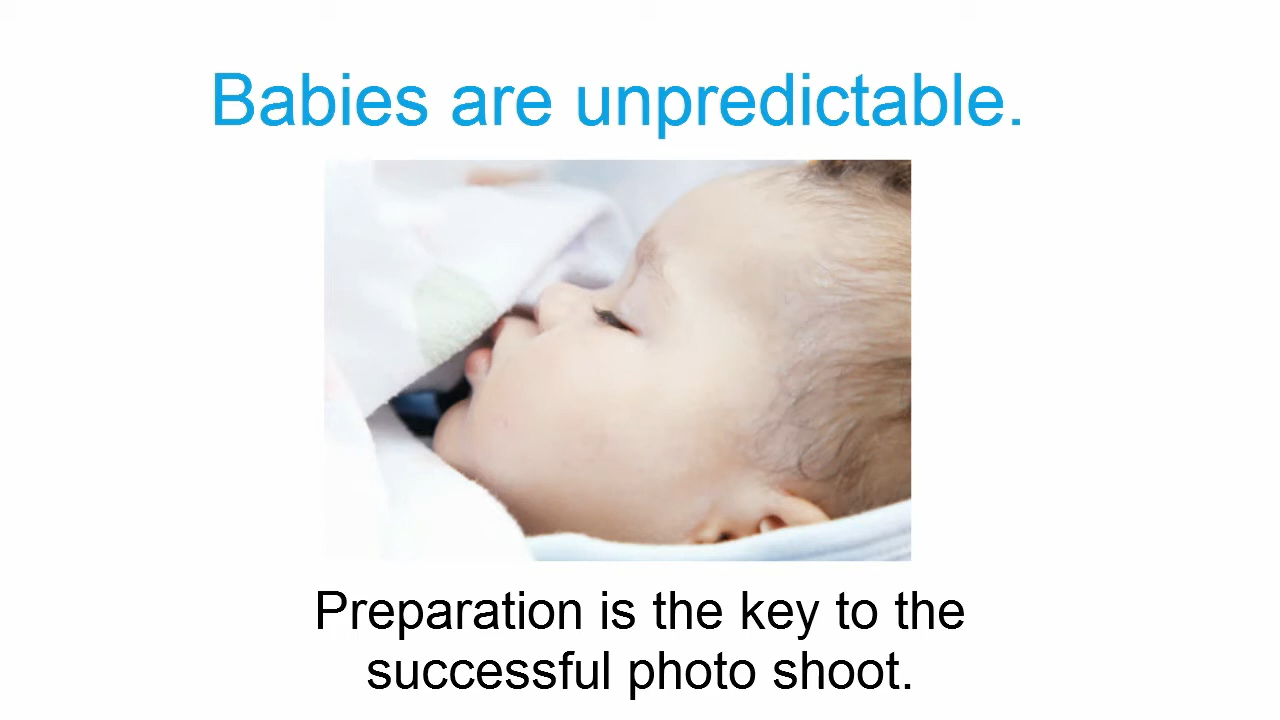 Babies are unpredictable.
Preparation is the key to the
successful photo shoot.